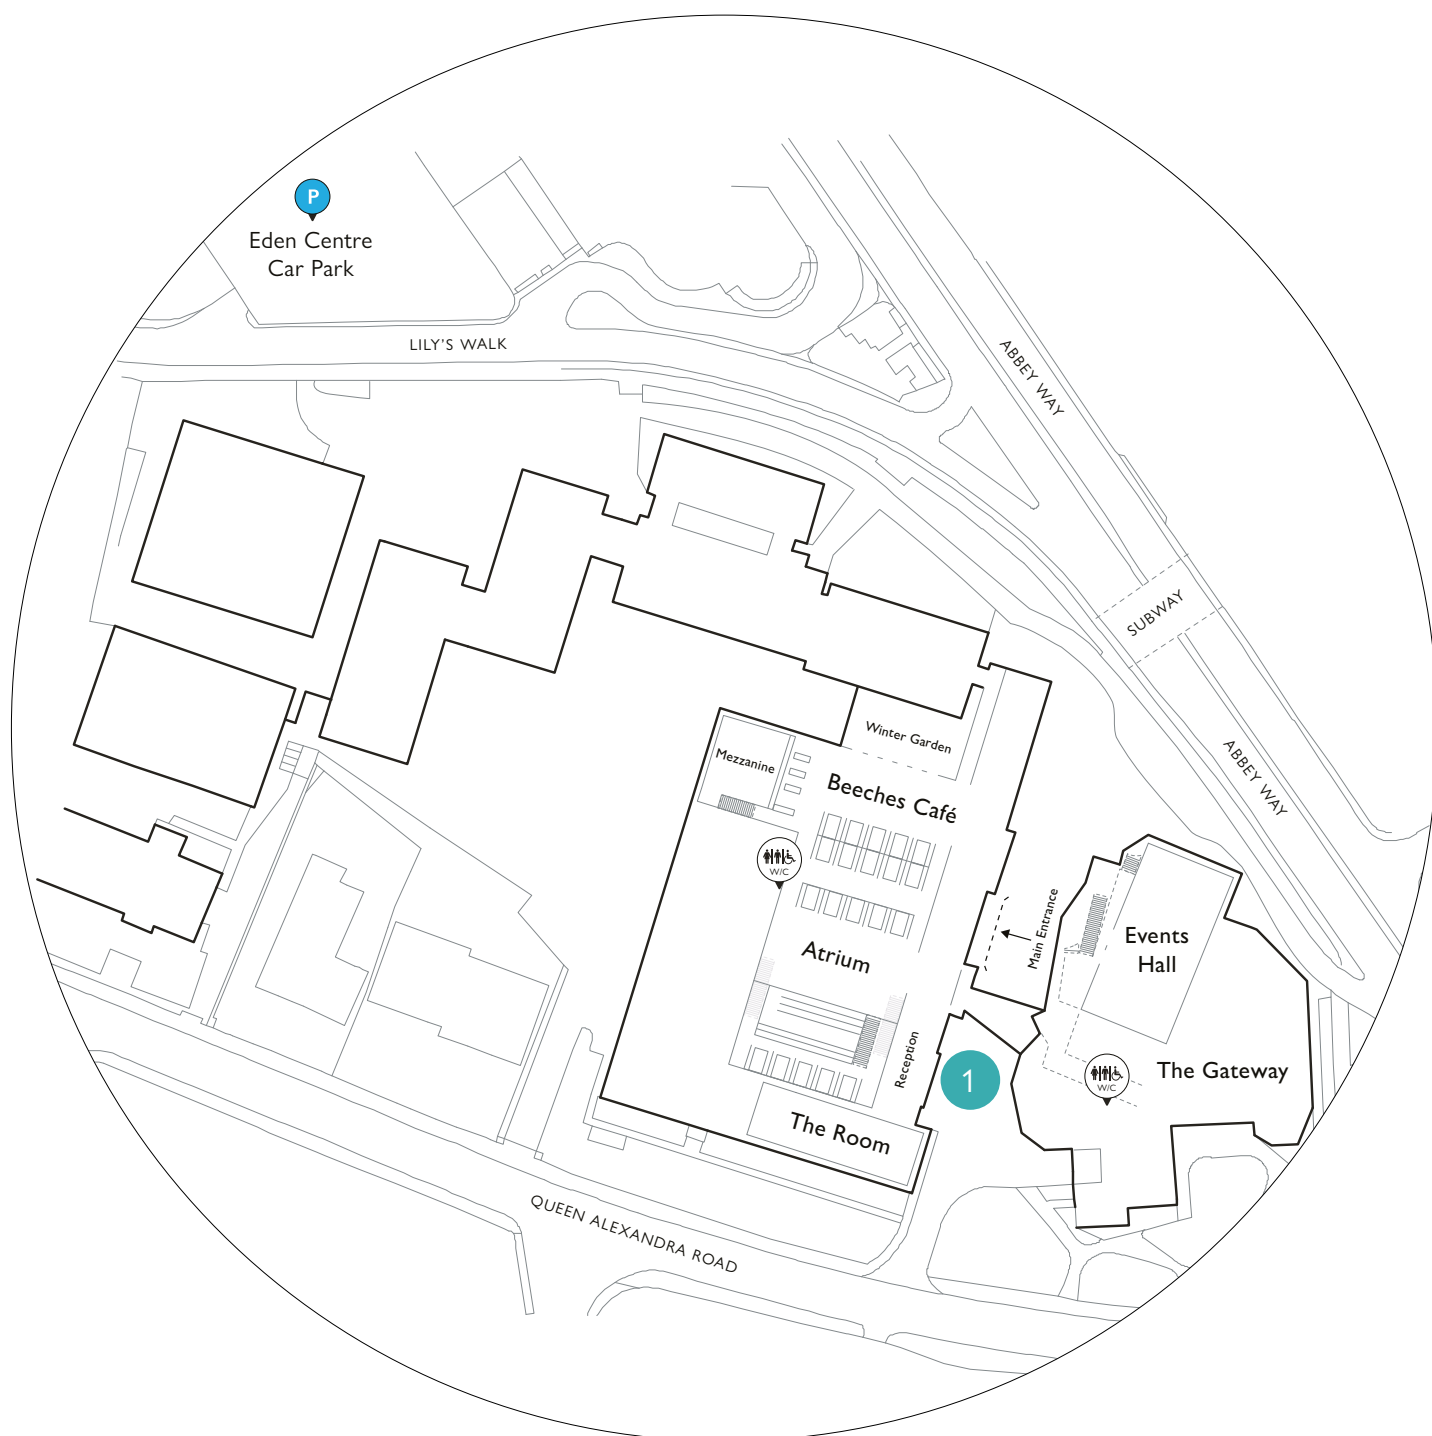 P
Eden Centre
Car Park
LILY'S WALK
ABBEY WAY
SUBWAY
ABBEY WAY
Winter Garden
Mezzanine
Beeches Café
W/C
Main Entrance
Events
Hall
Atrium
Reception
1
W/C
The Gateway
The Room
QUEEN ALEXANDRA ROAD